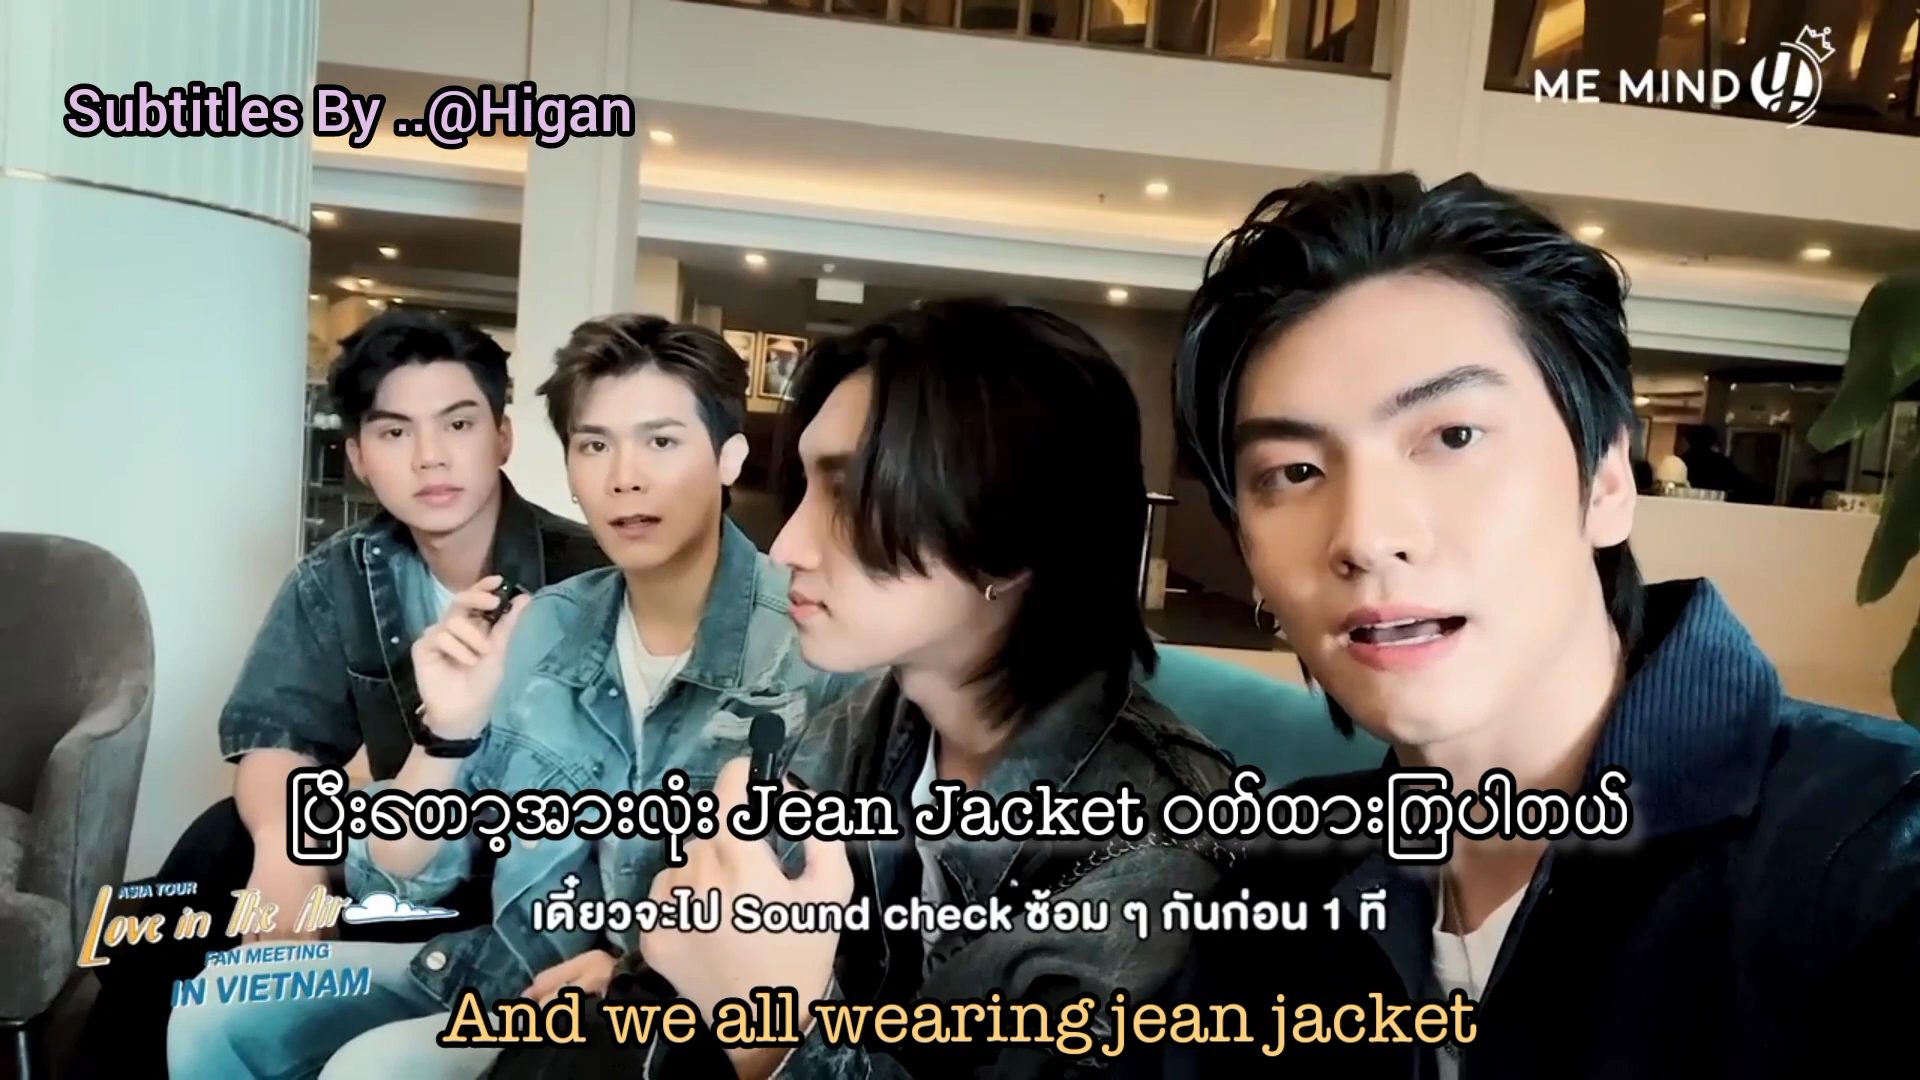 ME MIND Y
Subtitles By ..@Higan
ပြီးတော့အားလုံး Jean Jacket ဝတ်ထားကြပါတယ်
ASIA TOUR
Love in The Air
FAN MEETING
IN VIETNAM
เดี๋ยวจะไป Sound check ซ้อม ๆ กันก่อน 1 ที
And we all wearing jean jacket